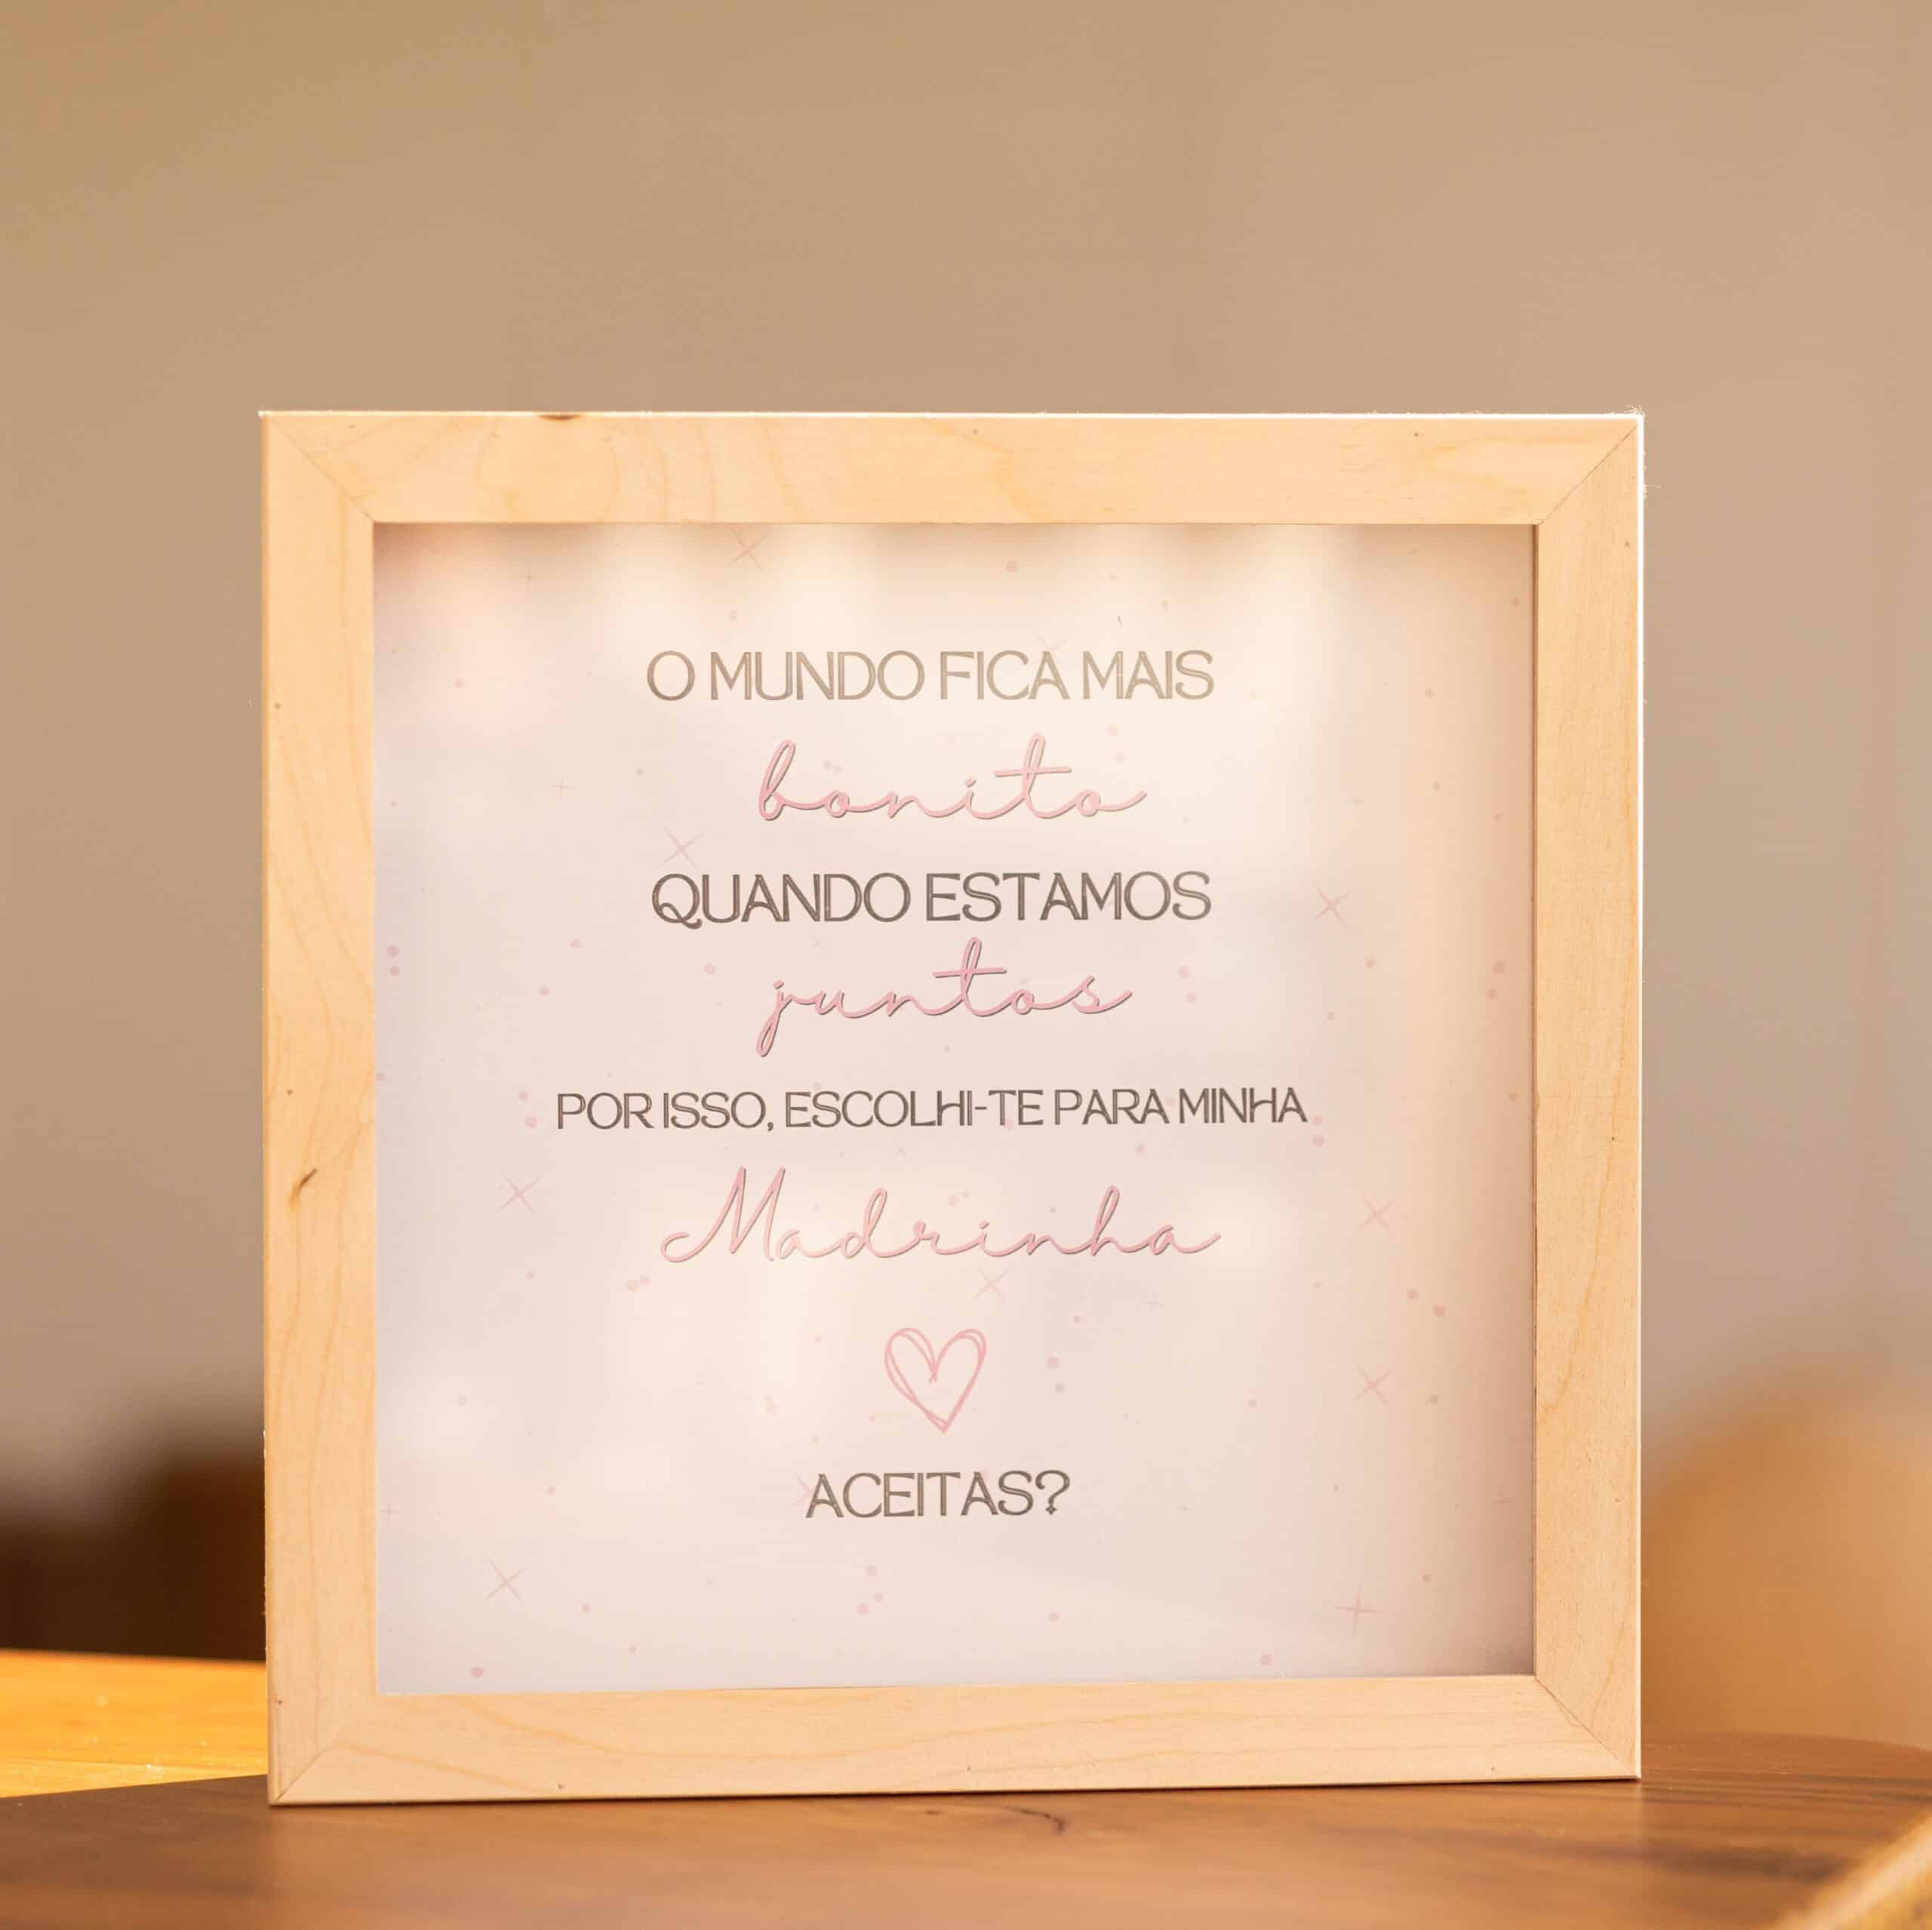 O MUNDO FICA MAIS
bonito
QUANDO ESTAMOS
juntos
POR ISSO, ESCOLHI-TE PARA MINHA
Madrinha
ACEITAS?